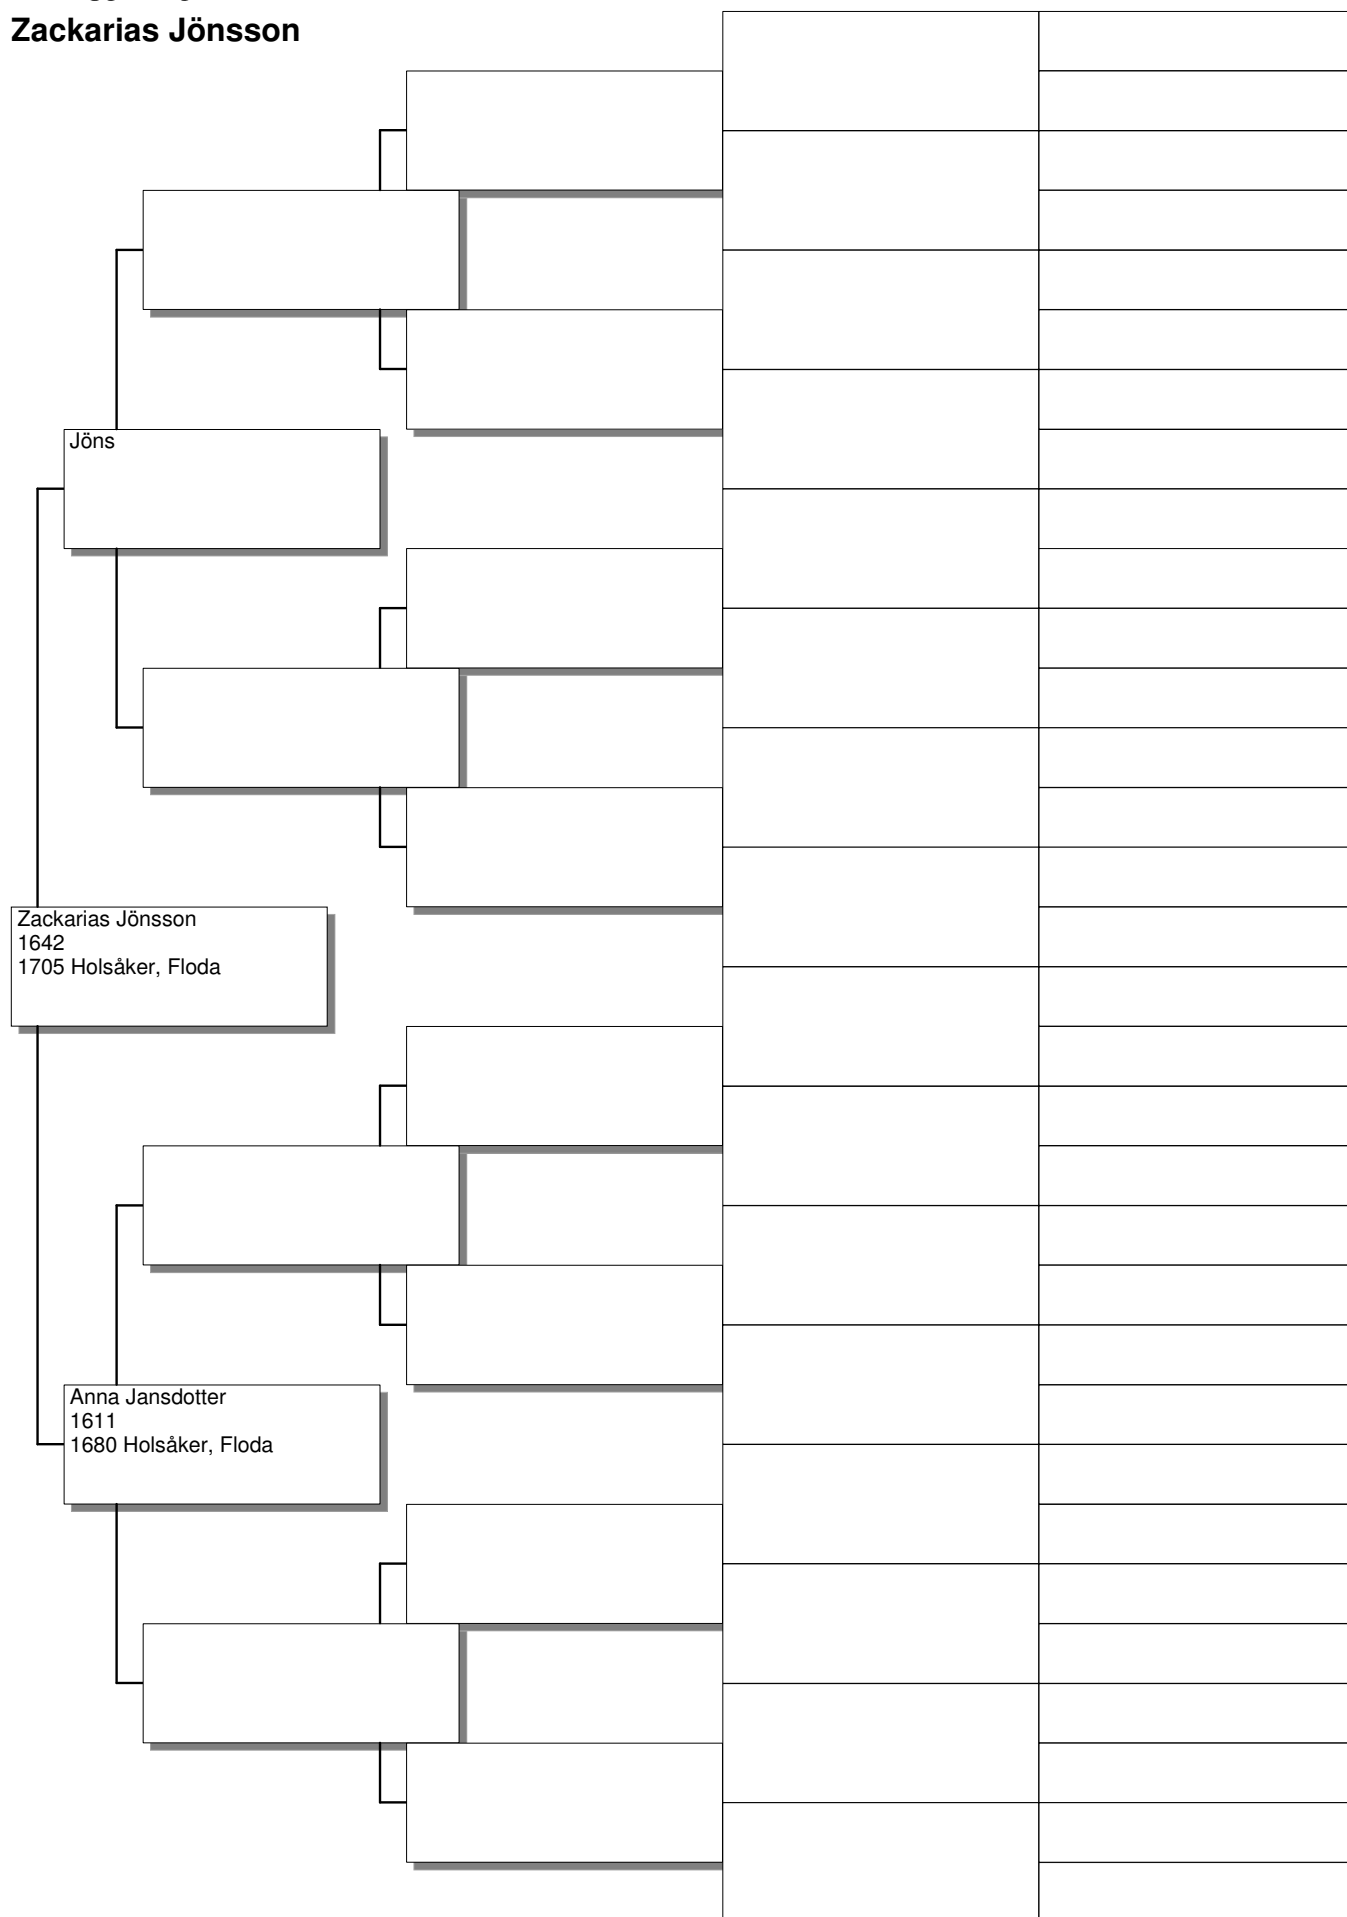 Zackarias Jönsson
Jöns
Zackarias Jönsson
1642
1705 Holsåker, Floda
Anna Jansdotter
1611
1680 Holsåker, Floda